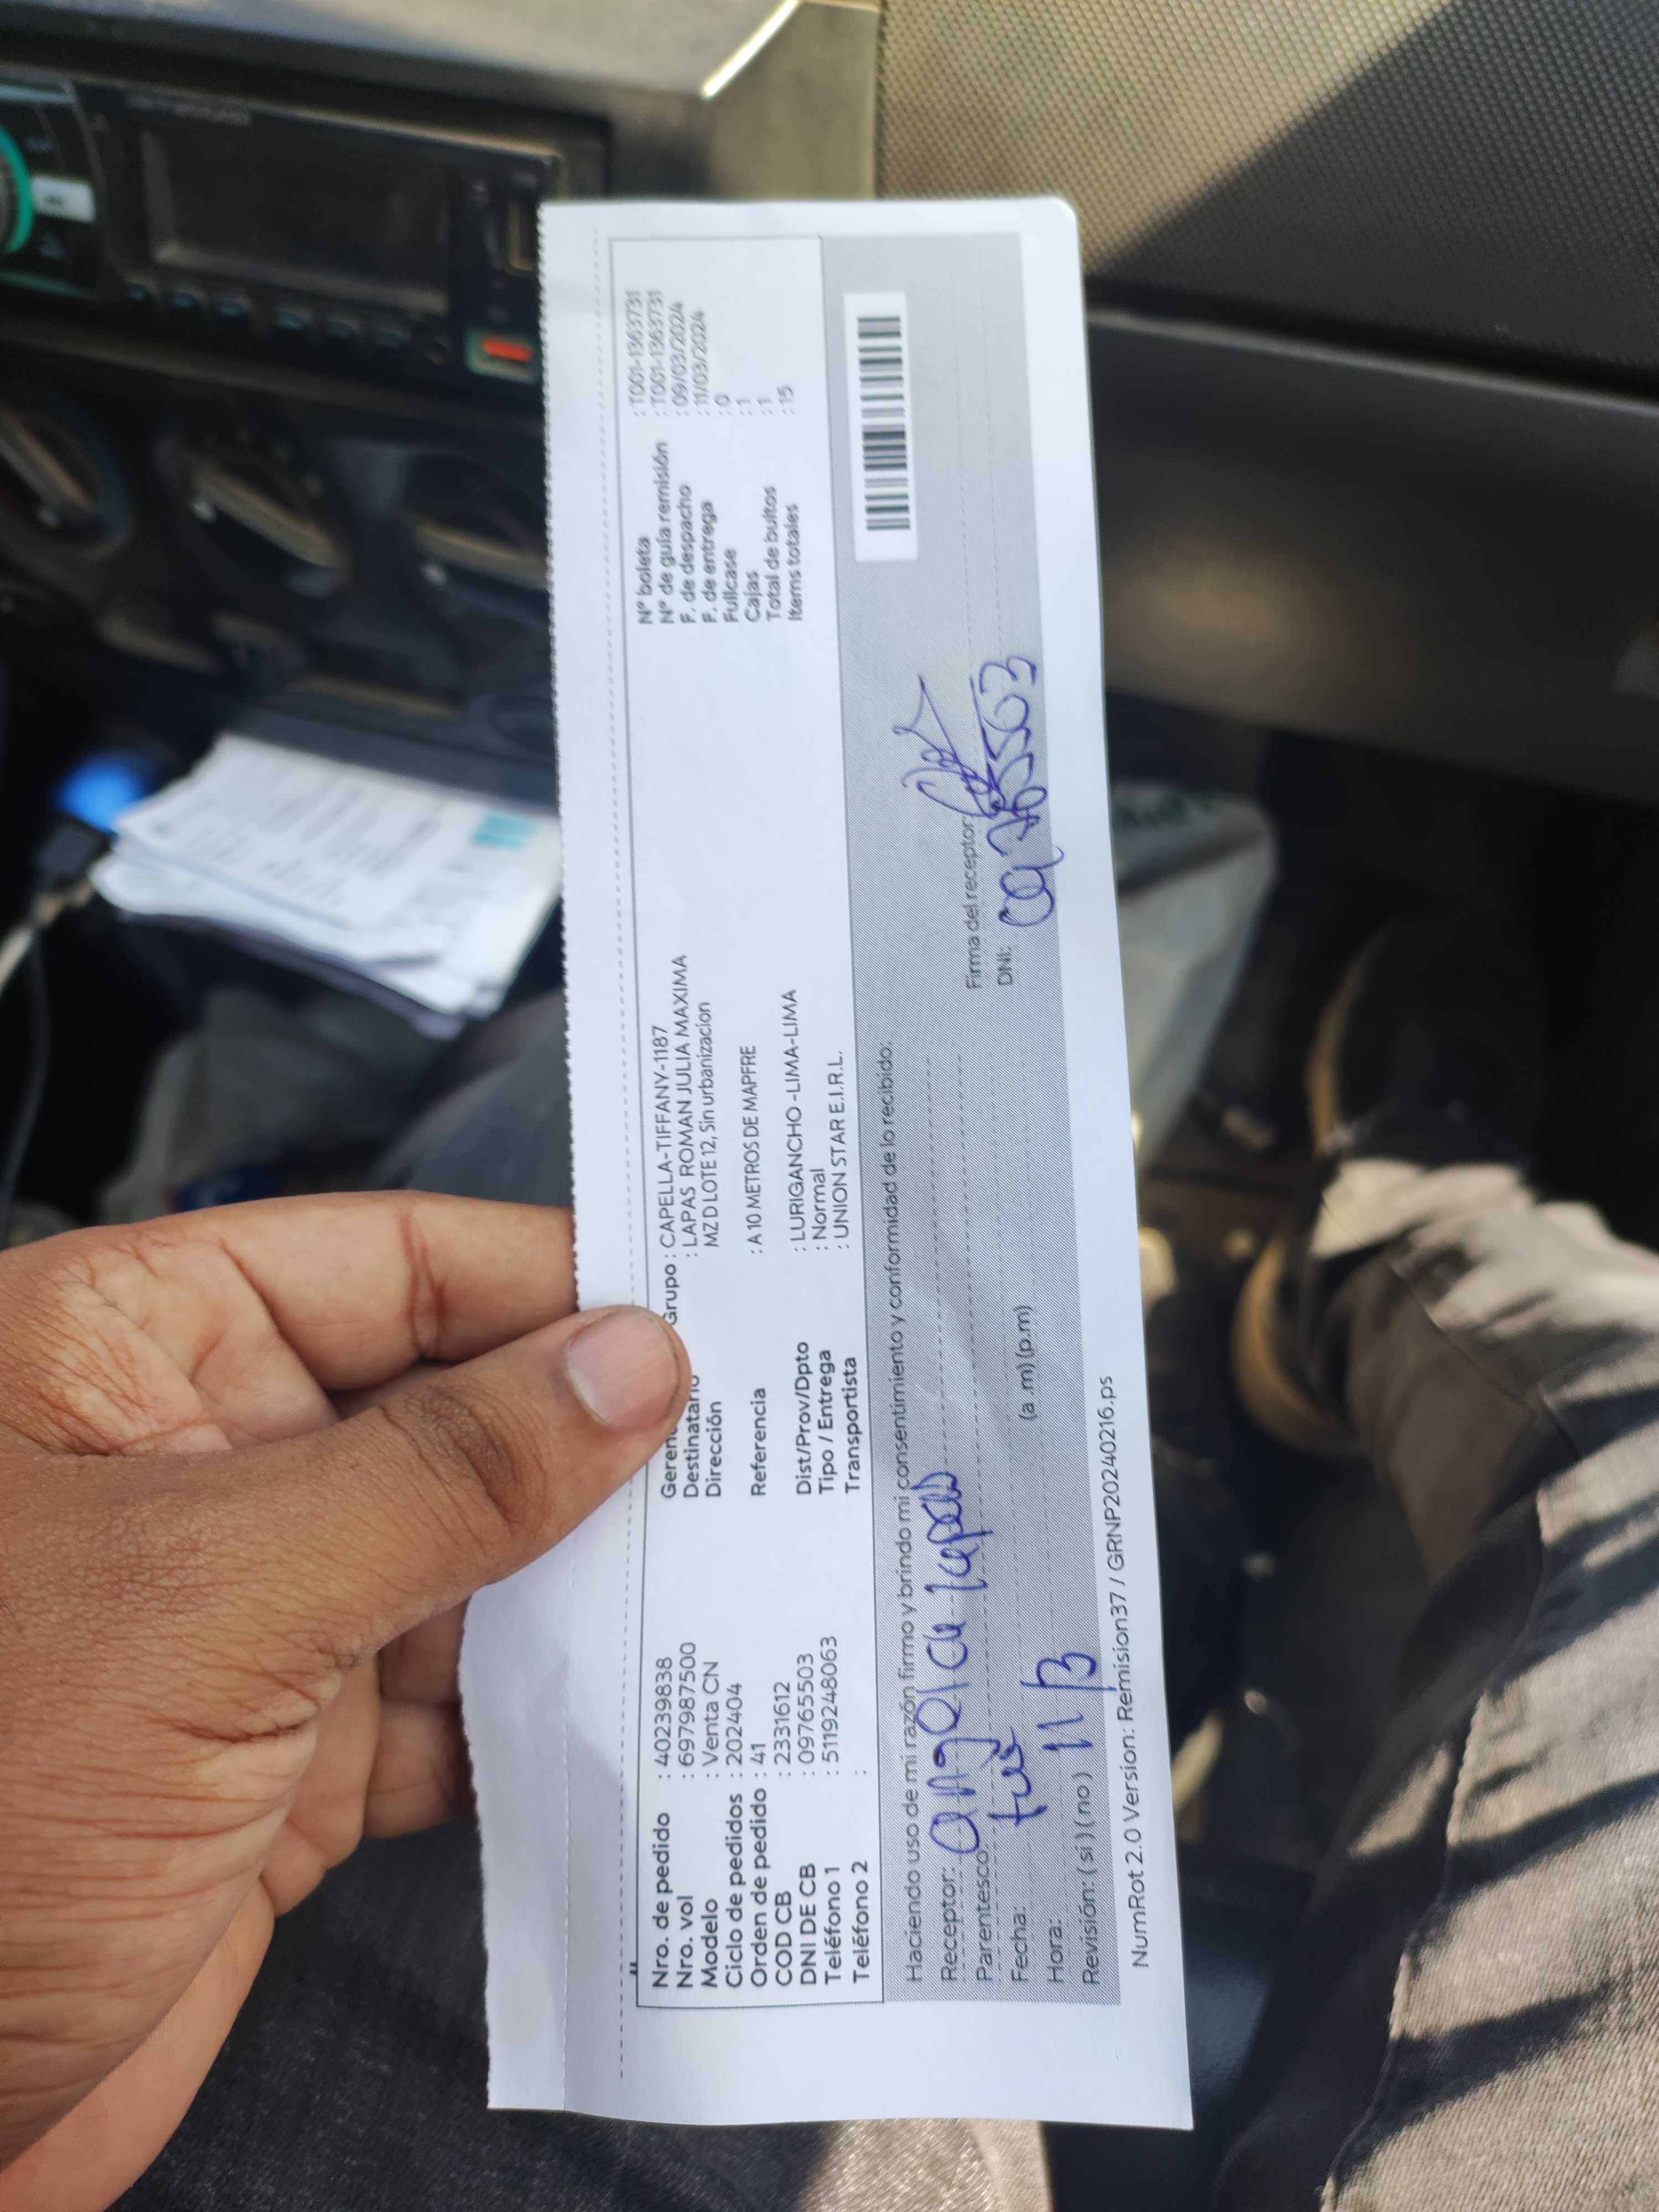 Nro. de pedido : 40239838
Nro. vol : 6979987500
Modelo : Venta CN
Ciclo de pedidos : 202404
Orden de pedido : 41
COD CB : 2331612
DNI DE CB : 09765503
Teléfono 1 : 5119248063
Teléfono 2 :
Grupo : CAPELLA-TIFFANY-1187
Destinatario : LAPAS ROMAN JULIA MAXIMA
Dirección MZ D LOTE 12, Sin urbanizacion
Referencia : A 10 METROS DE MAPFRE
Dist/Prov/Dpto : LURIGANCHO -LIMA-LIMA
Tipo / Entrega : Normal
Transportista : UNION STAR E.I.R.L.
Nº boleta : T001-1363731
Nº de guía remisión : T001-1363731
F. de despacho : 09/03/2024
F. de entrega : 11/03/2024
Fullcase : 0
Cajas : 1
Total de bultos : 1
Items totales : 15
Haciendo uso de mi razón firmo y brindo mi consentimiento y conformidad de lo recibido:
Receptor:
Parentesco:
Fecha:
Hora: 11 (a .m) (p.m)
Revisión: ( si ) ( no )
Firma del receptor:
DNI: 09765503
NumRot 2.0 Version: Remision37 / GRNP20240216.ps